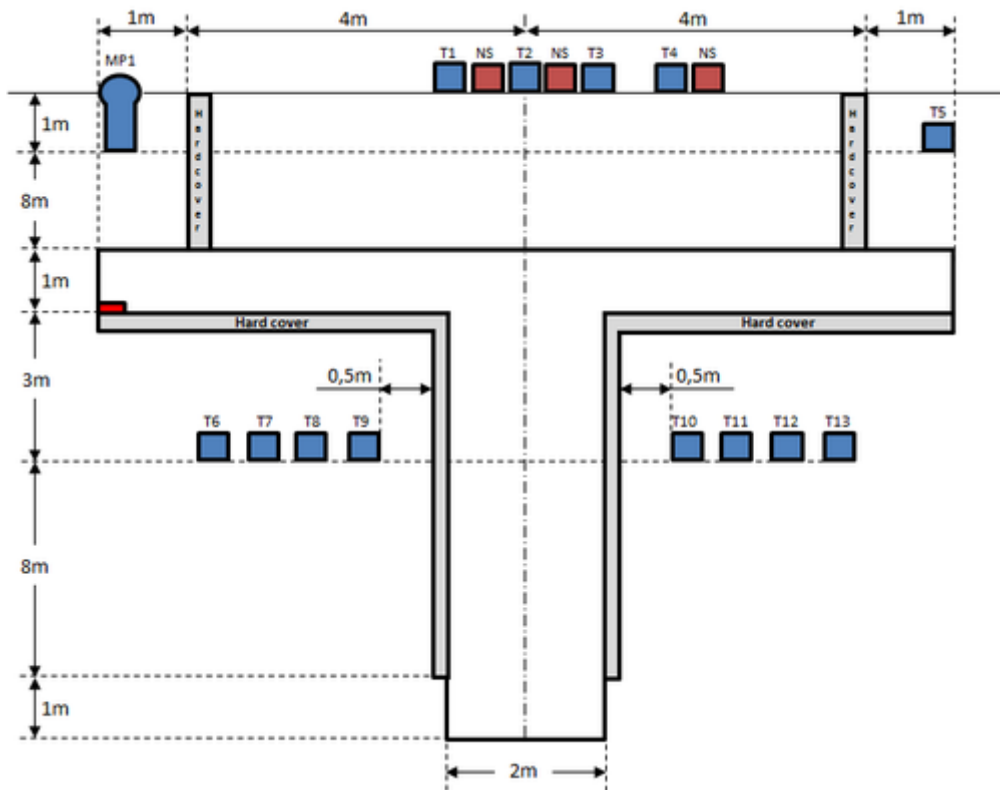 1m 4m 4m 1m
MP1 T1 NS T2 NS T3 T4 NS
1m Hardcover Hardcover T5
8m
1m
Hard cover Hard cover
3m 0,5m 0,5m
T6 T7 T8 T9 T10 T11 T12 T13
8m
1m
2m